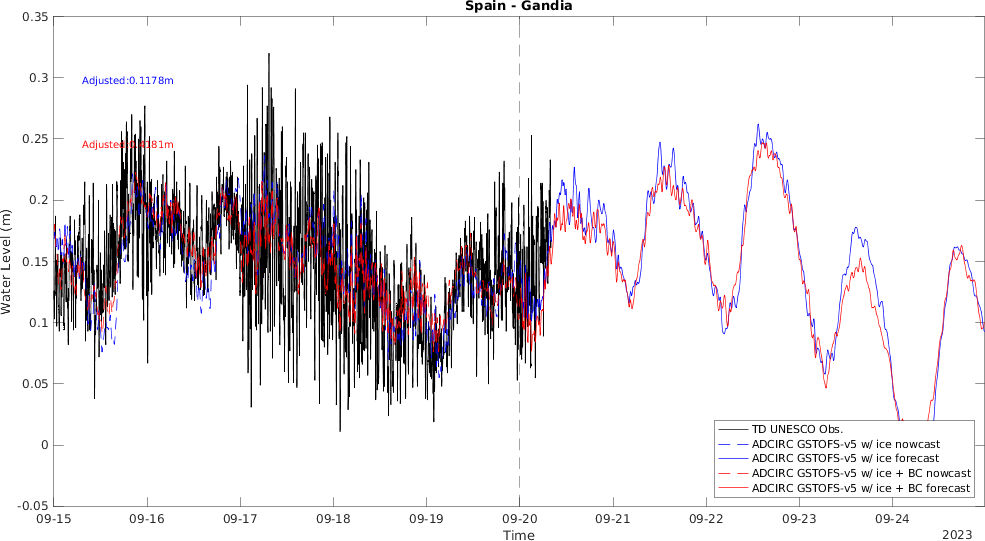 Spain - Gandia
0.35
0.3
0.25
0.2
0.15
0.1
0.05
0
-0.05
Water Level (m)
Adjusted:0.1178m
09-15
09-16
09-17
09-18
09-19
09-20
09-21
09-22
09-23
09-24
Time
2023
TD UNESCO Obs.
ADCIRC GSTOFS-v5 w/ ice nowcast
ADCIRC GSTOFS-v5 w/ ice forecast
ADCIRC GSTOFS-v5 w/ ice + BC nowcast
ADCIRC GSTOFS-v5 w/ ice + BC forecast